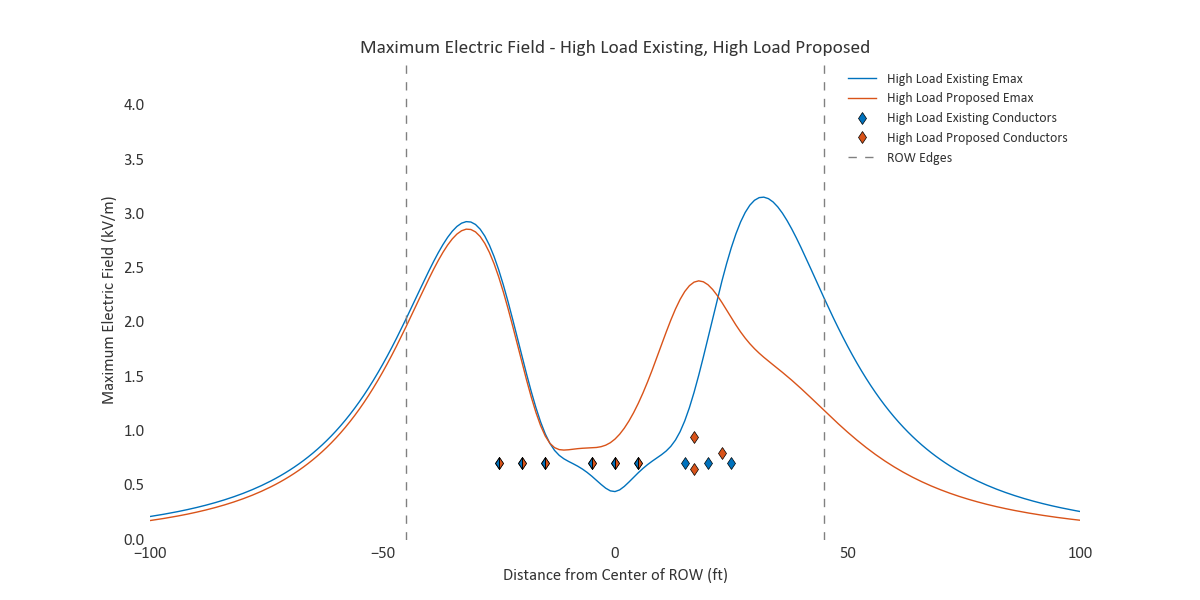 Maximum Electric Field - High Load Existing, High Load Proposed
High Load Existing Emax
High Load Proposed Emax
High Load Existing Conductors
High Load Proposed Conductors
ROW Edges
Maximum Electric Field (kV/m)
4.0
3.5
3.0
2.5
2.0
1.5
1.0
0.5
0.0
−100
−50
0
50
100
Distance from Center of ROW (ft)